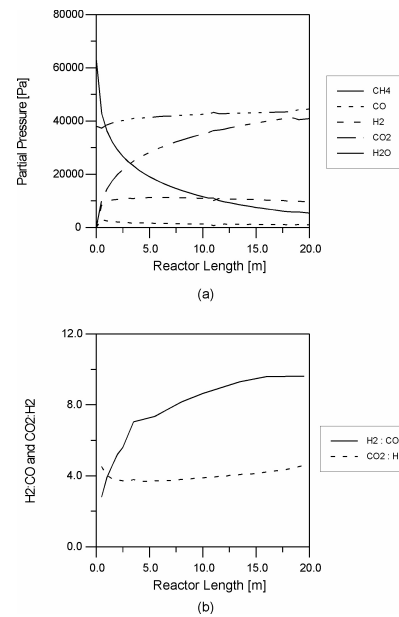 80000
60000
40000
20000
0
Partial Pressure [Pa]
0.0 5.0 10.0 15.0 20.0
Reactor Length [m]
CH4
CO
H2
CO2
H2O
(a)
12.0
8.0
4.0
0.0
H2:CO and CO2:H2
0.0 5.0 10.0 15.0 20.0
Reactor Length [m]
H2 : CO
CO2 : H
(b)